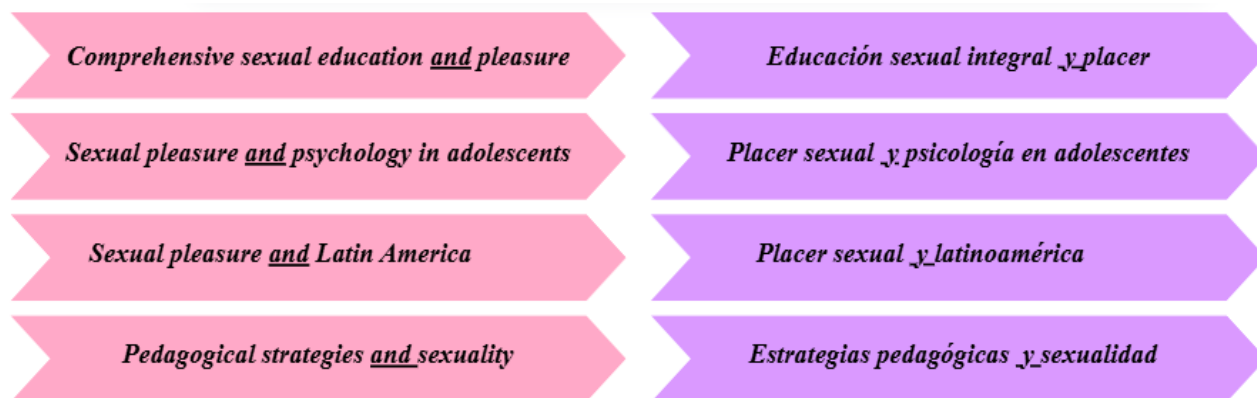 Comprehensive sexual education and pleasure
Educación sexual integral y placer
Sexual pleasure and psychology in adolescents
Placer sexual y psicología en adolescentes
Sexual pleasure and Latin America
Placer sexual y latinoamérica
Pedagogical strategies and sexuality
Estrategias pedagógicas y sexualidad